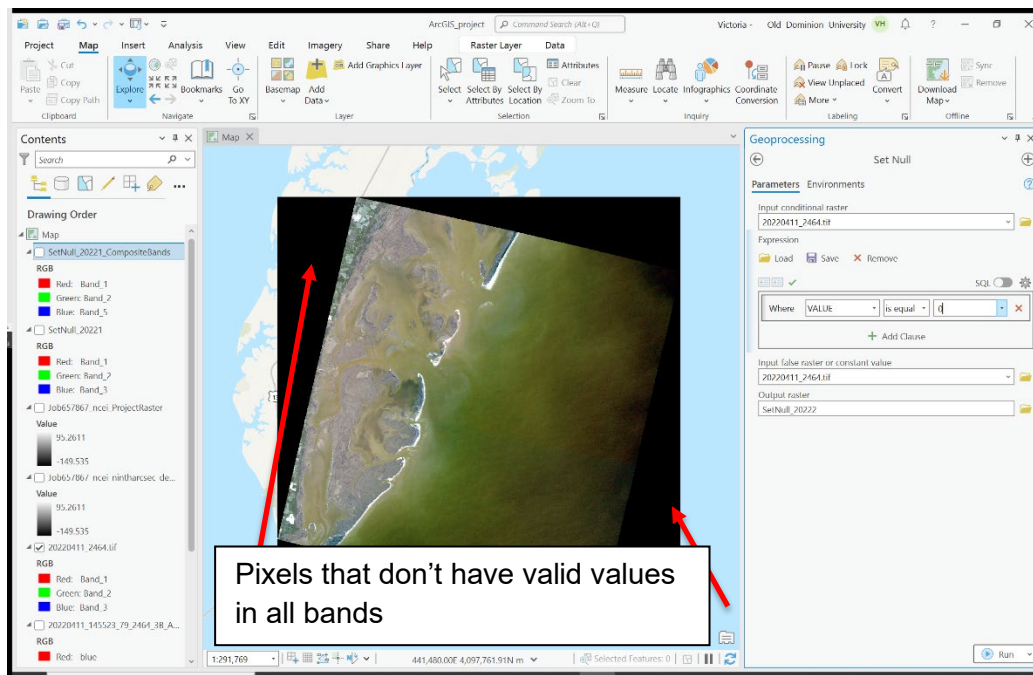 ArcGIS_project
Command Search (Alt+Q)
Victoria - Old Dominion University VH ?
Project Map Insert Analysis View Edit Imagery Share Help Raster Layer Data
Paste
Cut
Copy
Copy Path
Clipboard
Explore
Bookmarks
Go To XY
Navigate
Basemap
Add Data
Add Graphics Layer
Layer
Select
Select By Attributes
Select By Location
Attributes
Clear
Zoom To
Selection
Measure
Locate
Infographics
Coordinate Conversion
Inquiry
Pause
Lock
View Unplaced
More
Convert
Labeling
Download Map
Sync
Remove
Offline
Contents
Search
Drawing Order
Map
SetNull_20221_CompositeBands
RGB
Red: Band_1
Green: Band_2
Blue: Band_5
SetNull_20221
RGB
Red: Band_1
Green: Band_2
Blue: Band_3
Job657867_ncei_ProjectRaster
Value
95.2611
-149.535
Job657867_ncei_nintharcsec_de...
Value
95.2611
-149.535
20220411_2464.tif
RGB
Red: Band_1
Green: Band_2
Blue: Band_3
20220411_145523_79_2464_3B_A...
RGB
Red: blue
Map
Pixels that don't have valid values
in all bands
1:291,769
441,480.00E 4,097,761.91N m
Selected Features: 0
Geoprocessing
Set Null
Parameters Environments
?
Input conditional raster
20220411_2464.tif
Expression
Load Save Remove
SQL
Where VALUE is equal 0
Add Clause
Input false raster or constant value
20220411_2464.tif
Output raster
SetNull_20222
Run